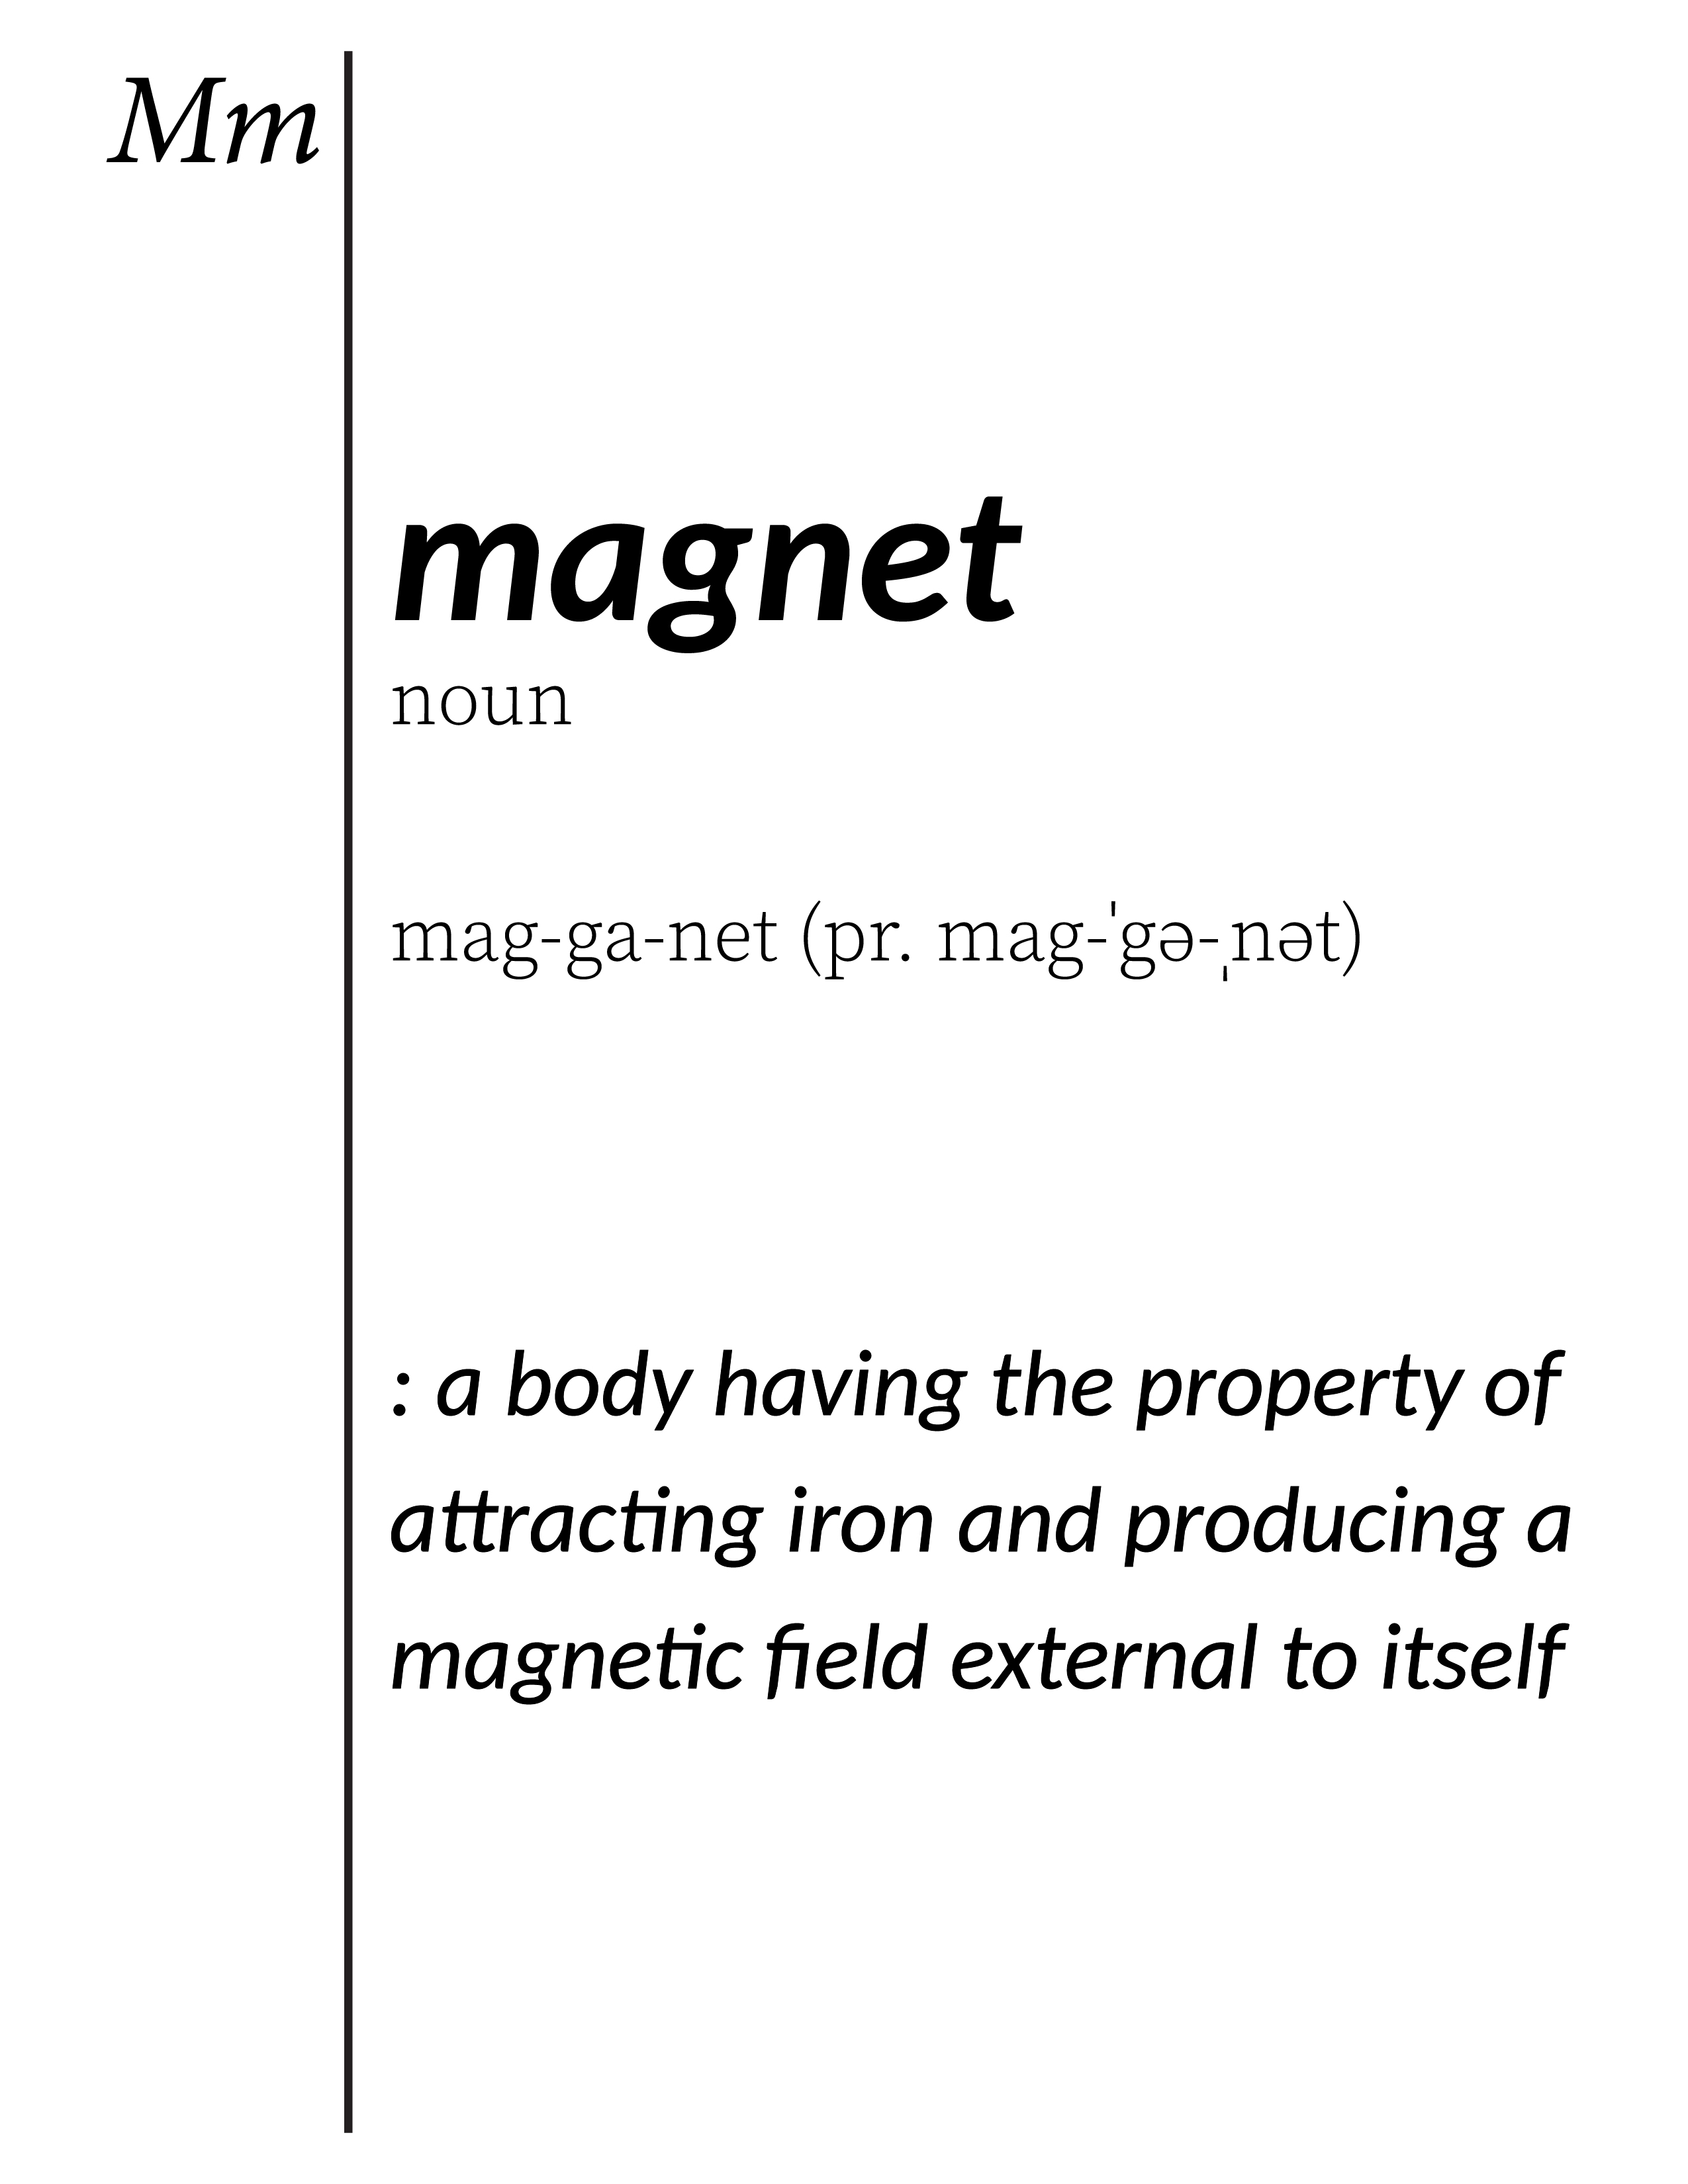 Mm
magnet
noun
mag-ga-net (pr. mag-ˈgə-ˌnət)
: a body having the property of
attracting iron and producing a
magnetic field external to itself